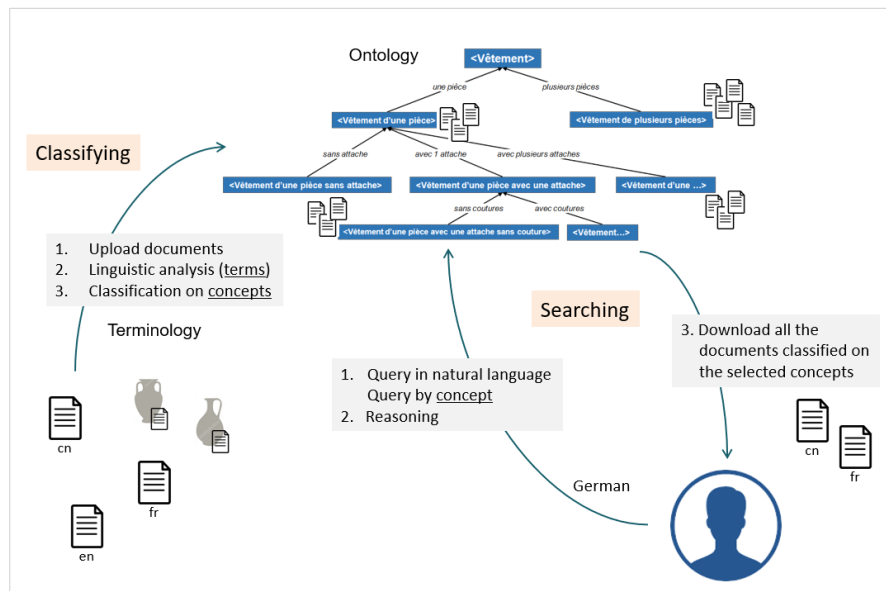 Ontology
<Vêtement>
une pièce
plusieurs pièces
<Vêtement d'une pièce>
<Vêtement de plusieurs pièces>
Classifying
sans attache
avec 1 attache
avec plusieurs attaches
<Vêtement d'une pièce sans attache>
<Vêtement d'une pièce avec une attache>
<Vêtement d'une ...>
sans coutures
avec coutures
<Vêtement d'une pièce avec une attache sans couture>
<Vêtement...>
1. Upload documents
2. Linguistic analysis (terms)
3. Classification on concepts
Searching
Terminology
3. Download all the
documents classified on
the selected concepts
1. Query in natural language
Query by concept
2. Reasoning
cn
cn
fr
fr
German
en